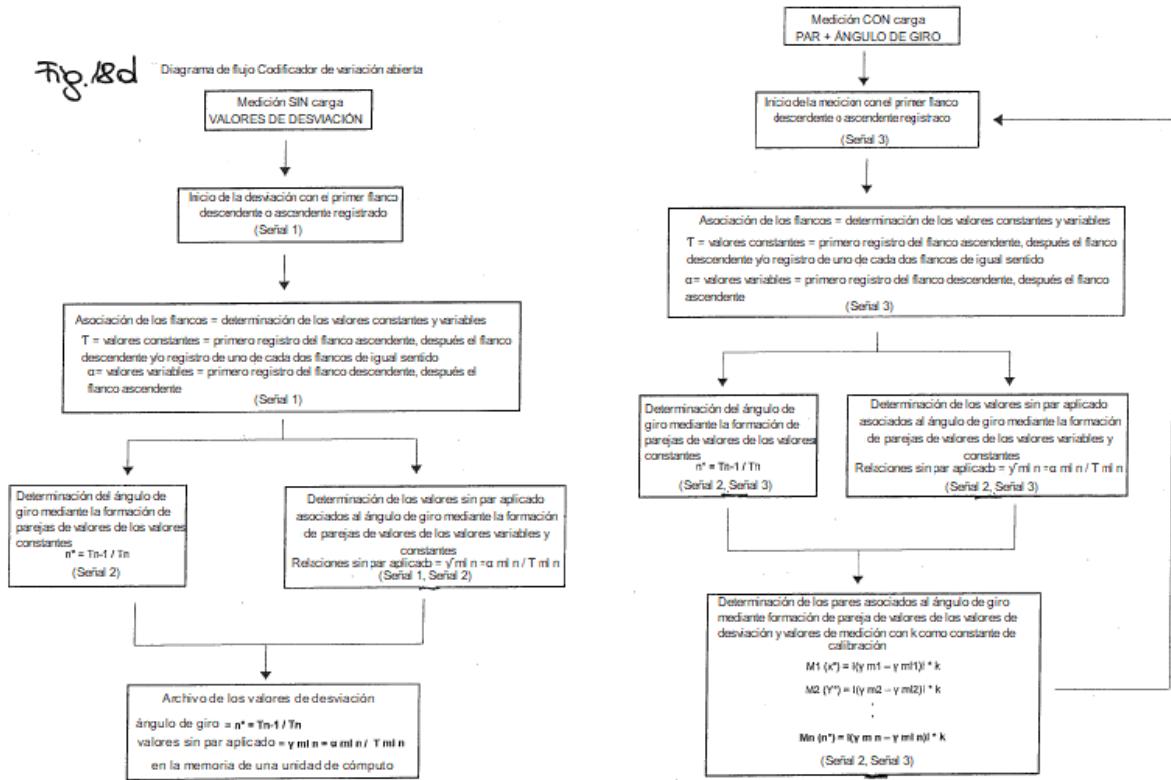 Fig. 18d
Diagrama de flujo Codificador de variación abierta
Medición SIN carga
VALORES DE DESVIACIÓN
Inicio de la desviación con el primer flanco
descendente o ascendente registrado
(Señal 1)
Asociación de los flancos = determinación de los valores constantes y variables
T = valores constantes = primero registro del flanco ascendente, después el flanco
descendente y/o registro de uno de cada dos flancos de igual sentido
α = valores variables = primero registro del flanco descendente, después el
flanco ascendente
(Señal 1)
Determinación del ángulo de
giro mediante la formación de
parejas de valores de los valores
constantes
n° = Tn-1 / Tn
(Señal 2)
Determinación de los valores sin par aplicado
asociados al ángulo de giro mediante la formación
de parejas de valores de los valores variables y
constantes
Relaciones sin par aplicado = γ ml n = α ml n / T ml n
(Señal 1, Señal 2)
Archivo de los valores de desviación
ángulo de giro = n° = Tn-1 / Tn
valores sin par aplicado = γ ml n = α ml n / T ml n
en la memoria de una unidad de cómputo
Medición CON carga
PAR + ÁNGULO DE GIRO
Inicio de la medicion con el primer flanco
descendente o ascendente registraco
(Señal 3)
Asociación de los flancos = determinación de los valores constantes y variables
T = valores constantes = primero registro del flanco ascendente, después el flanco
descendente y/o registro de uno de cada dos flancos de igual sentido
α = valores variables = primero registro del flanco descendente, después el flanco
ascendente
(Señal 3)
Determinación del ángulo de
giro mediante la formación de
parejas de valores de los valores
constantes
n° = Tn-1 / Tn
(Señal 2, Señal 3)
Determinación de los valores sin par aplicado
asociados al ángulo de giro mediante la formación
de parejas de valores de los valores variables y
constantes
Relaciones sin par aplicado = γ ml n = α ml n / T ml n
(Señal 2, Señal 3)
Determinación de los pares asociados al ángulo de giro
mediante formación de pareja de valores de los valores de
desviación y valores de medición con k como constante de
calibración
M1 (x°) = I(γ m1 – γ ml1)I * k
M2 (Y°) = I(γ m2 – γ ml2)I * k
Mn (n°) = I(γ m n – γ ml n)I * k
(Señal 2, Señal 3)